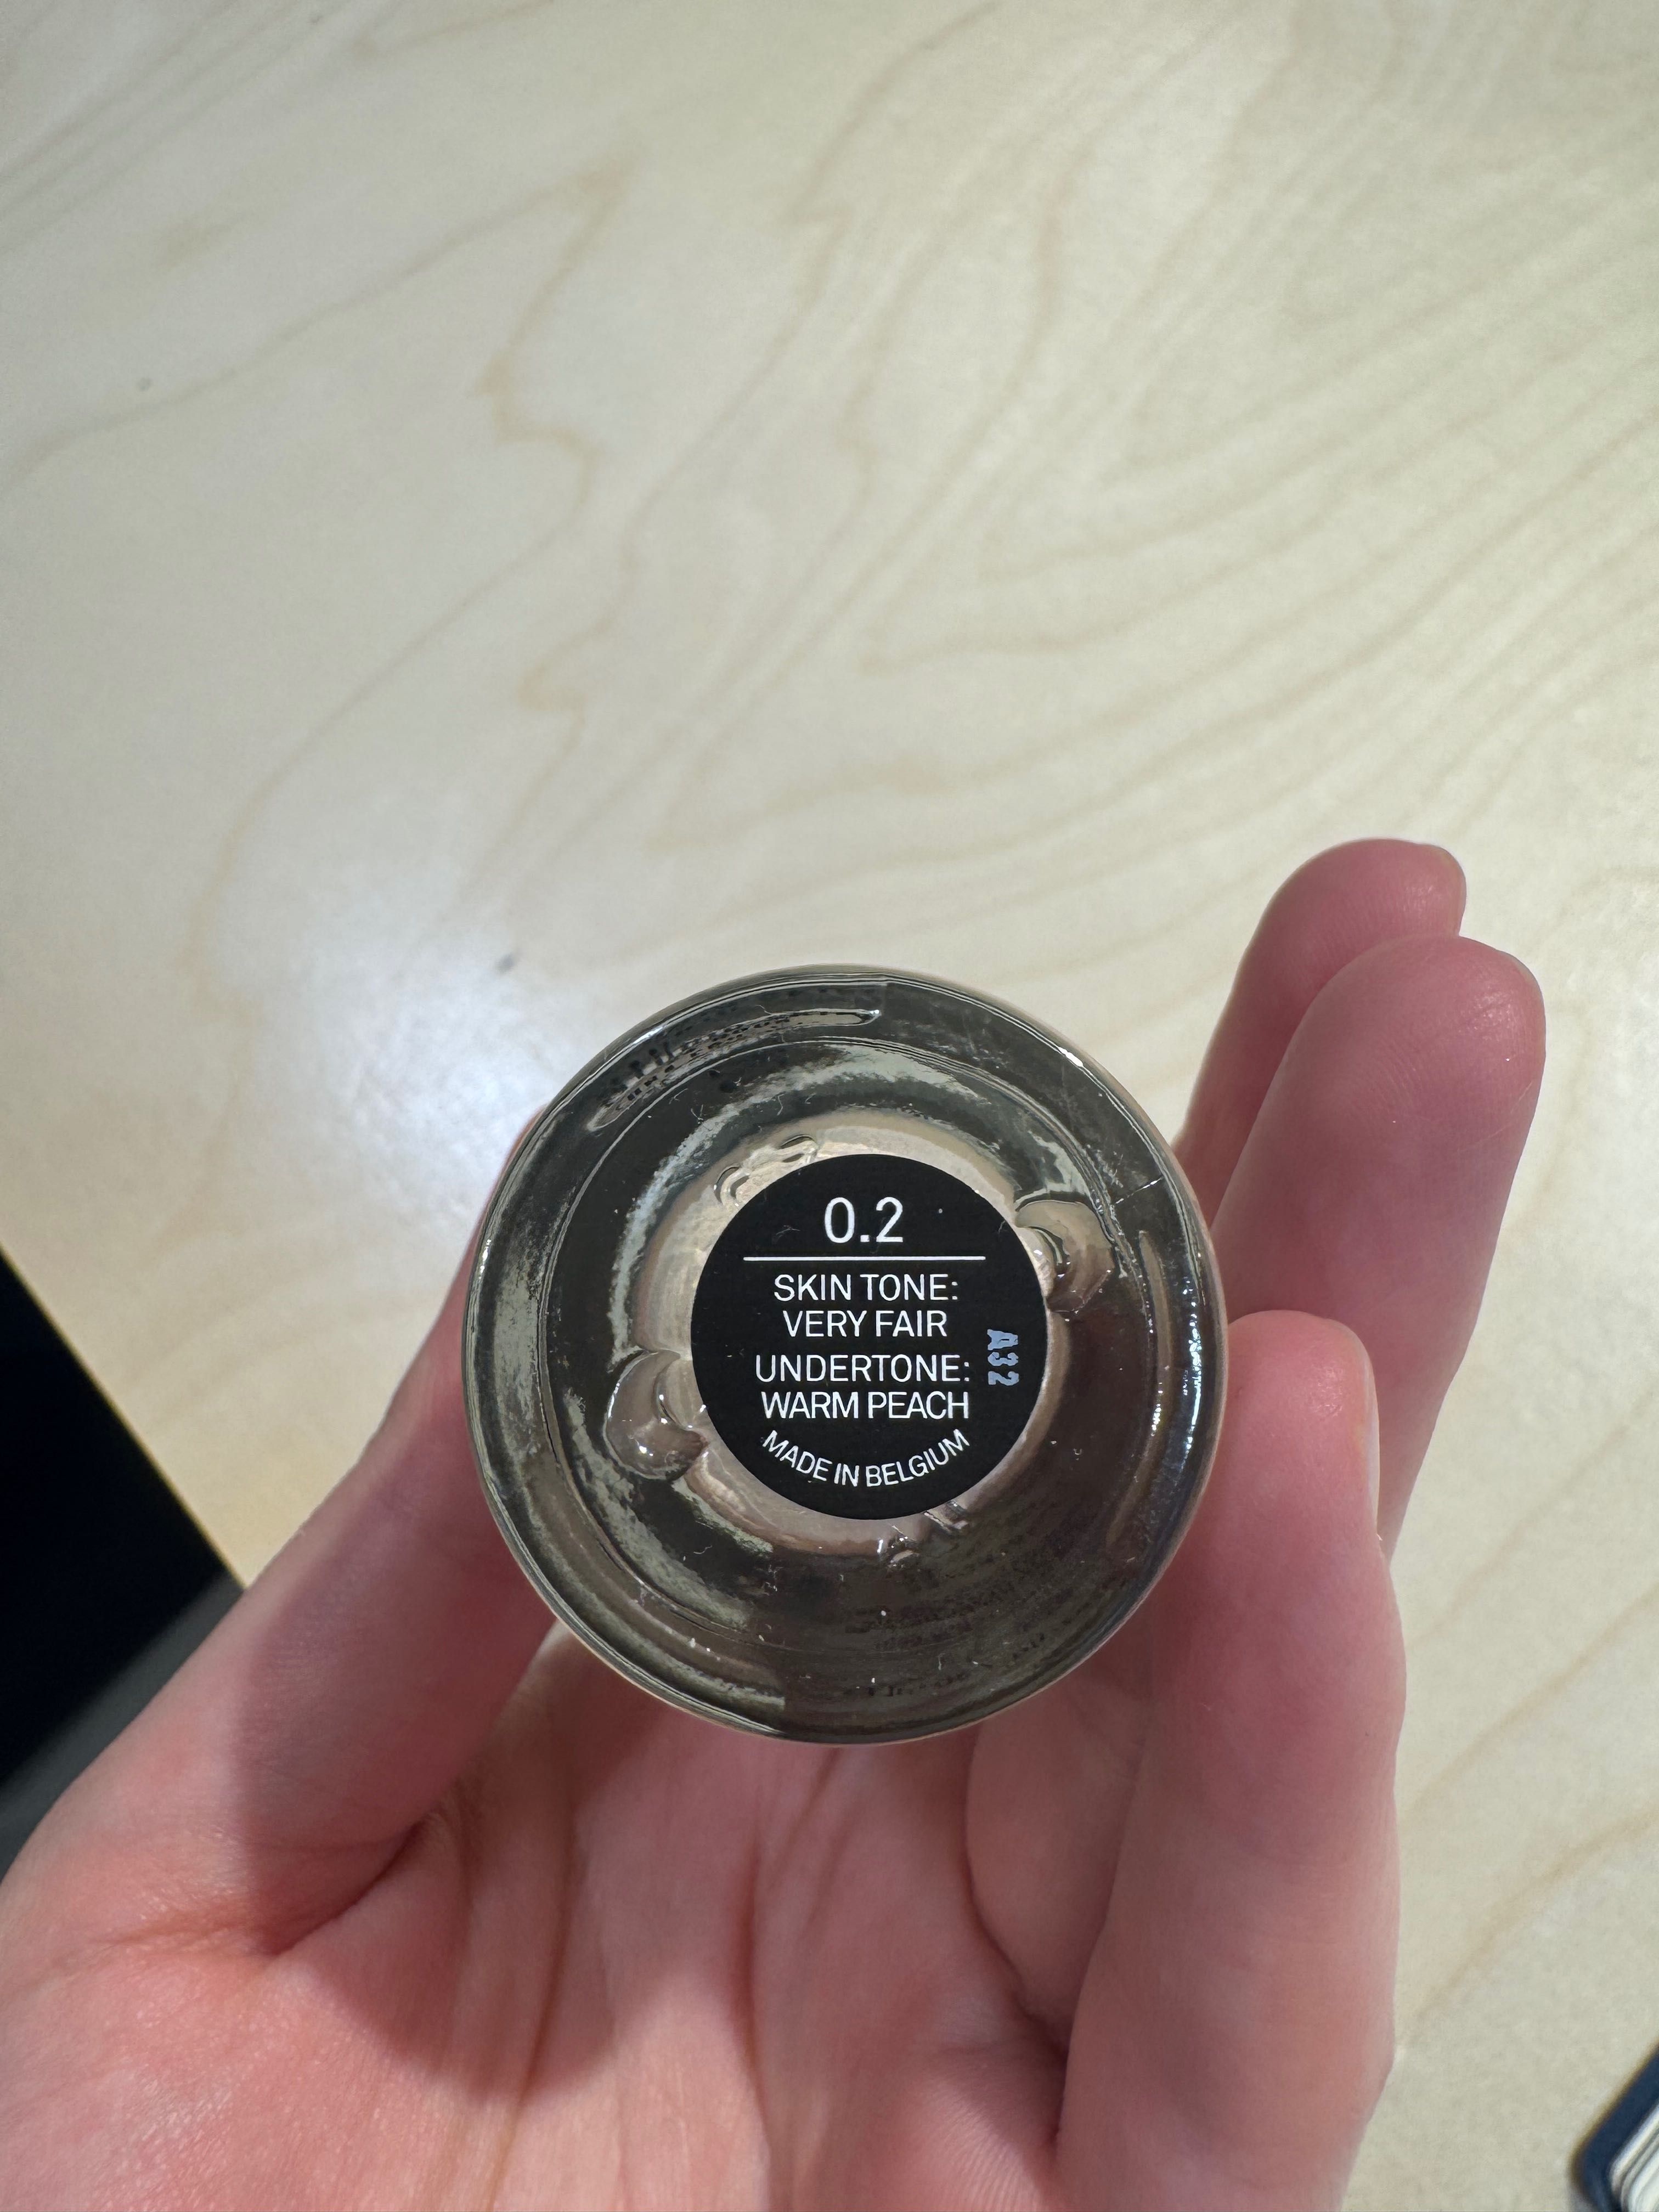 0.2
SKIN TONE:
VERY FAIR
UNDERTONE:
WARM PEACH
MADE IN BELGIUM
A32